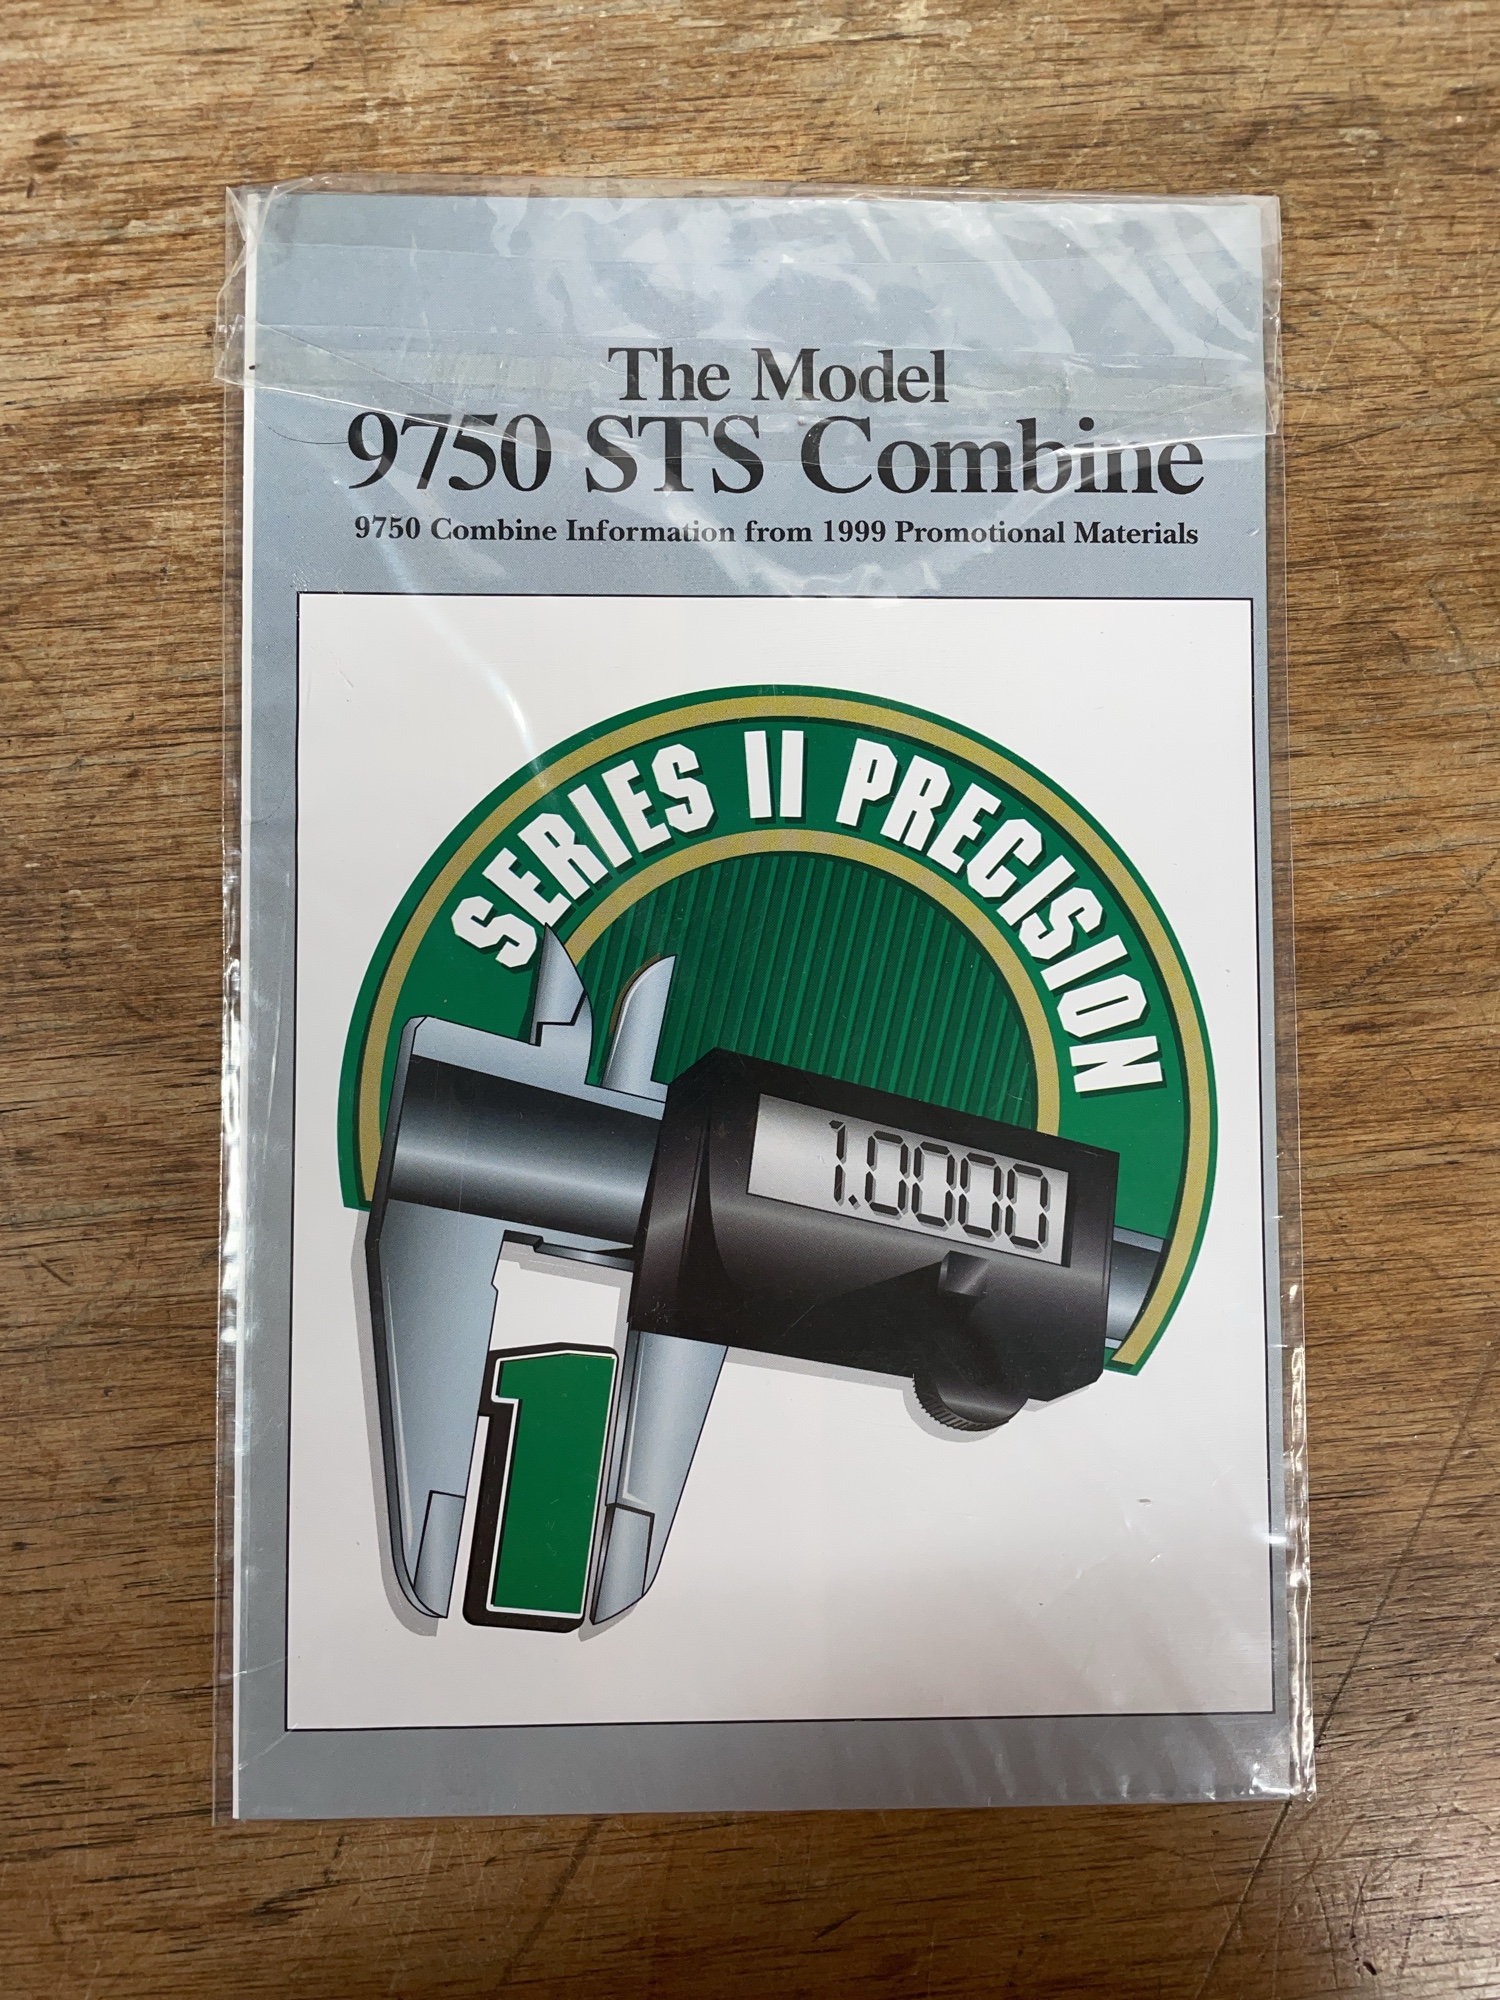 The Model
9750 STS Combine
9750 Combine Information from 1999 Promotional Materials
SERIES II PRECISION
1.0000
1